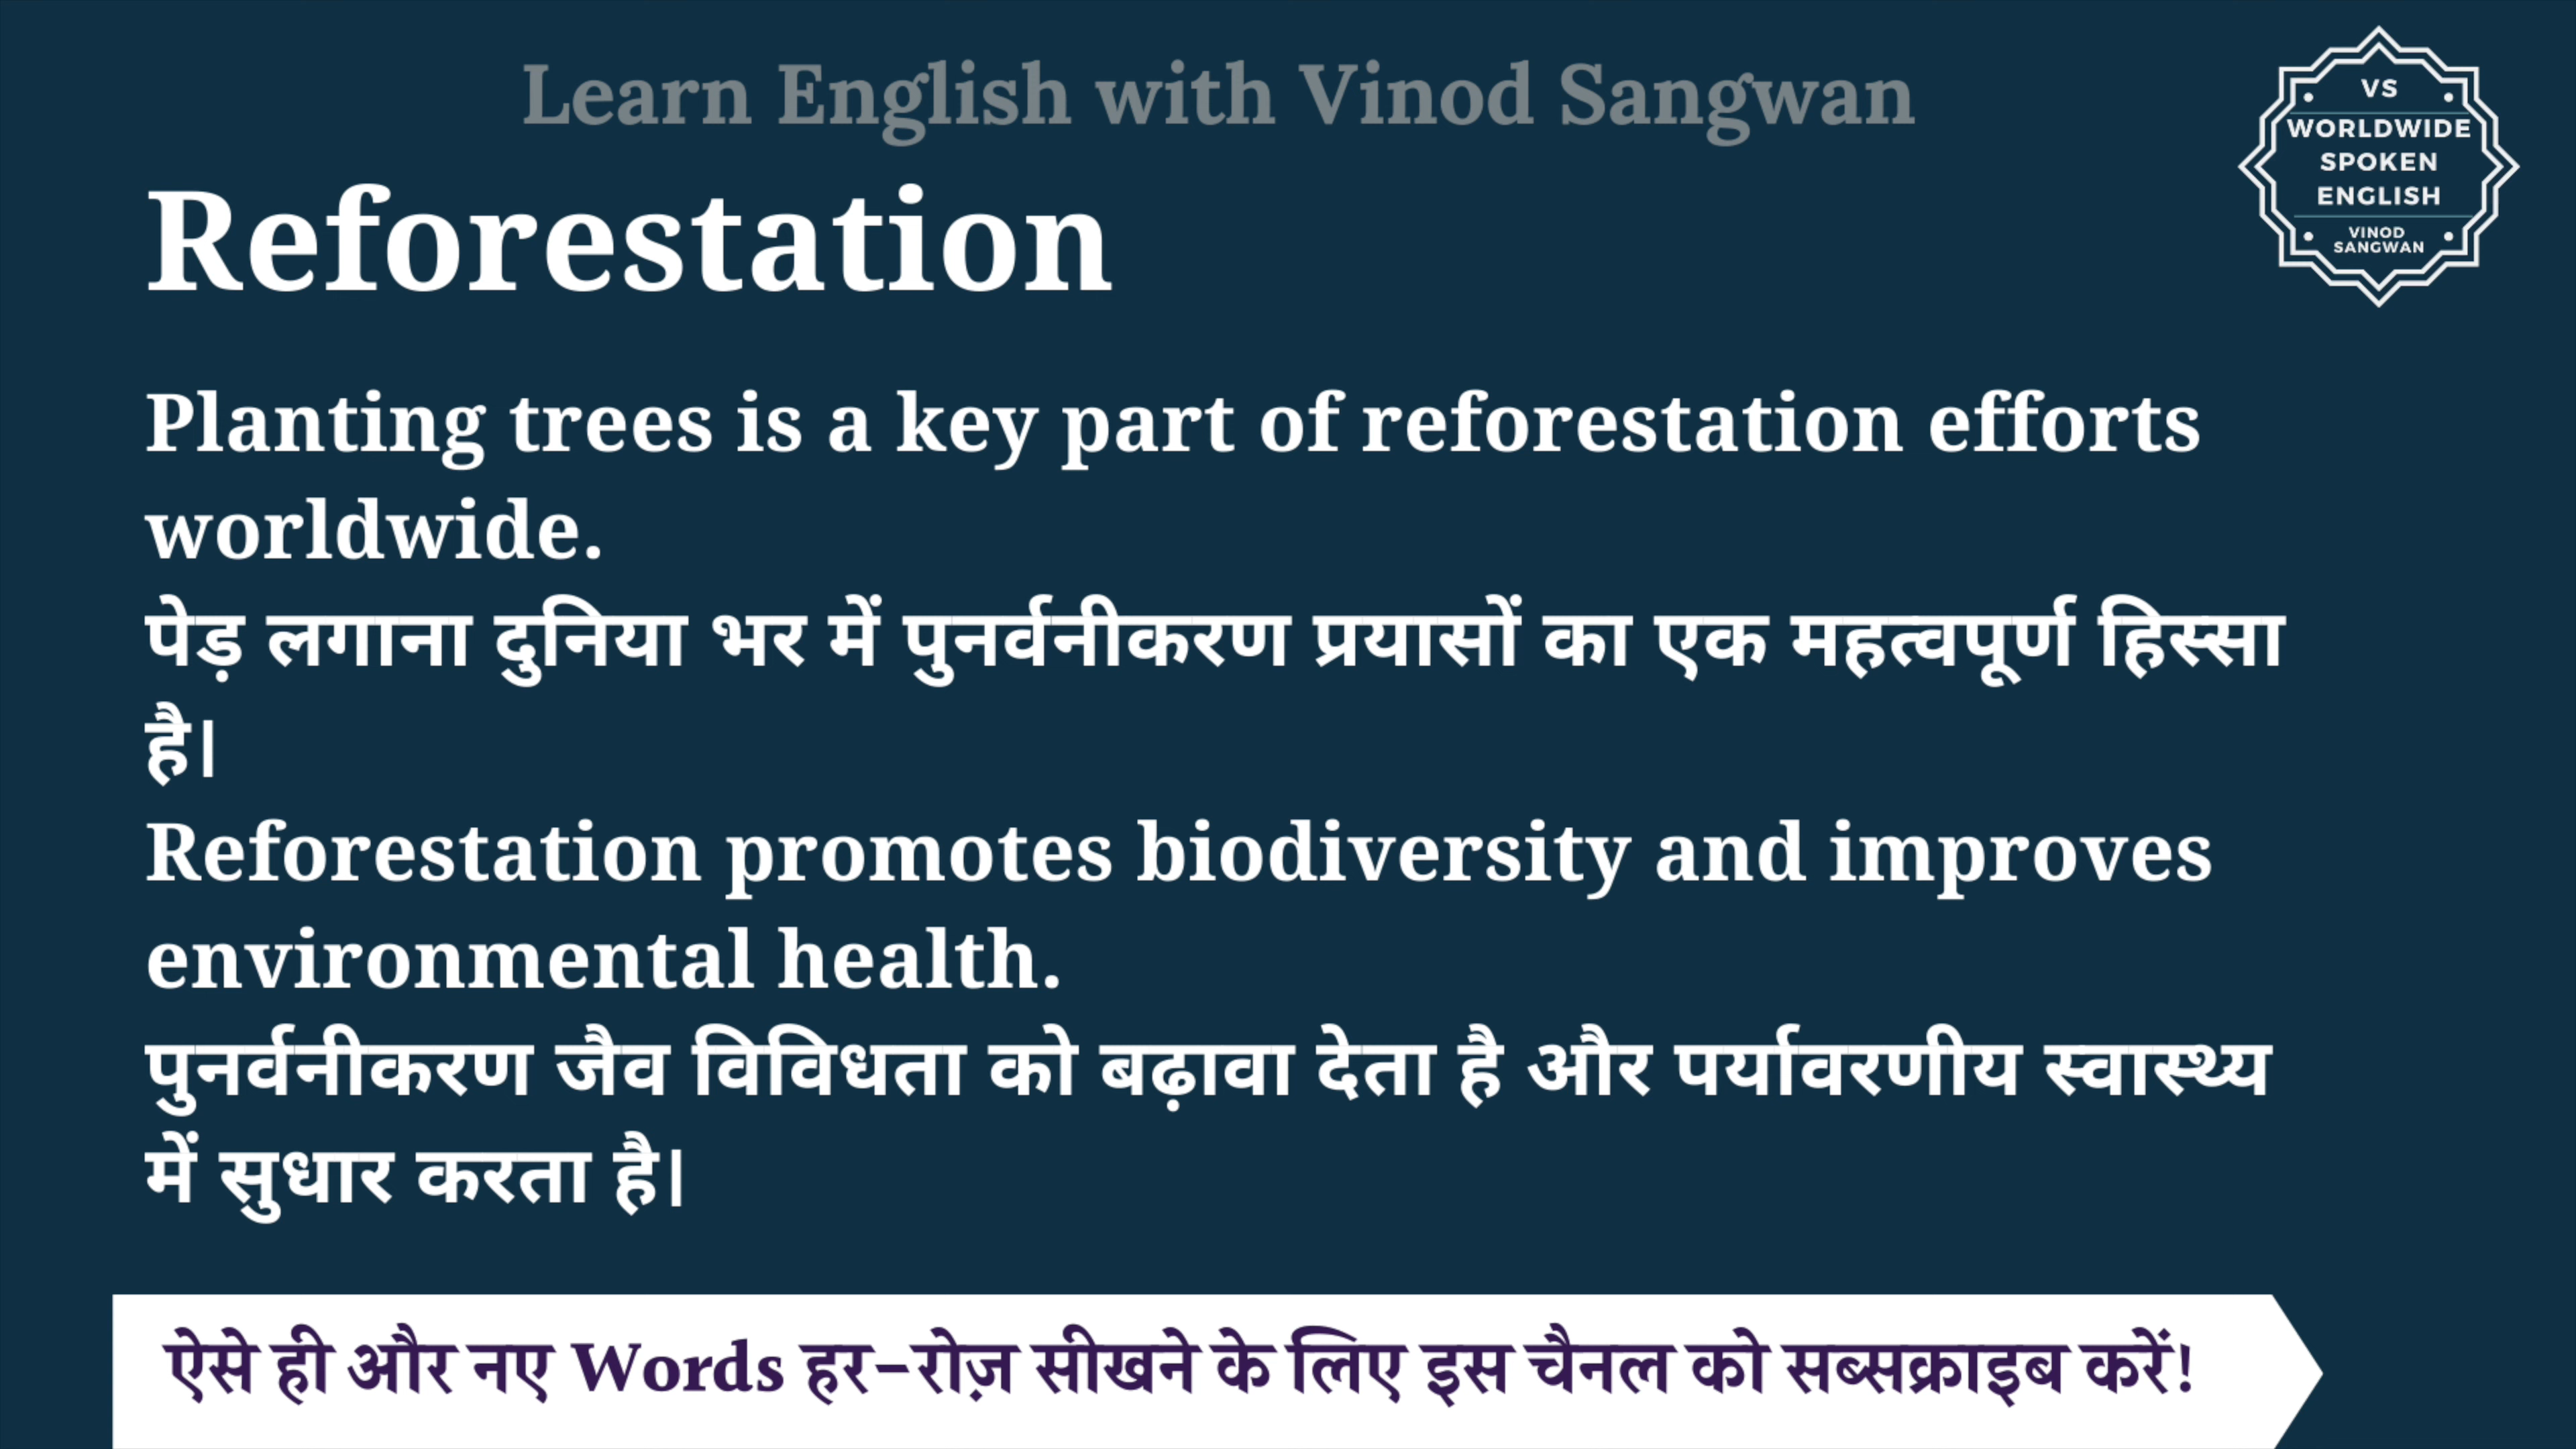 Learn English with Vinod Sangwan
VS
WORLDWIDE
SPOKEN
ENGLISH
VINOD
SANGWAN
Reforestation
Planting trees is a key part of reforestation efforts
worldwide.
पेड़ लगाना दुनिया भर में पुनर्वनीकरण प्रयासों का एक महत्वपूर्ण हिस्सा
है।
Reforestation promotes biodiversity and improves
environmental health.
पुनर्वनीकरण जैव विविधता को बढ़ावा देता है और पर्यावरणीय स्वास्थ्य
में सुधार करता है।
ऐसे ही और नए Words हर-रोज़ सीखने के लिए इस चैनल को सब्सक्राइब करें!